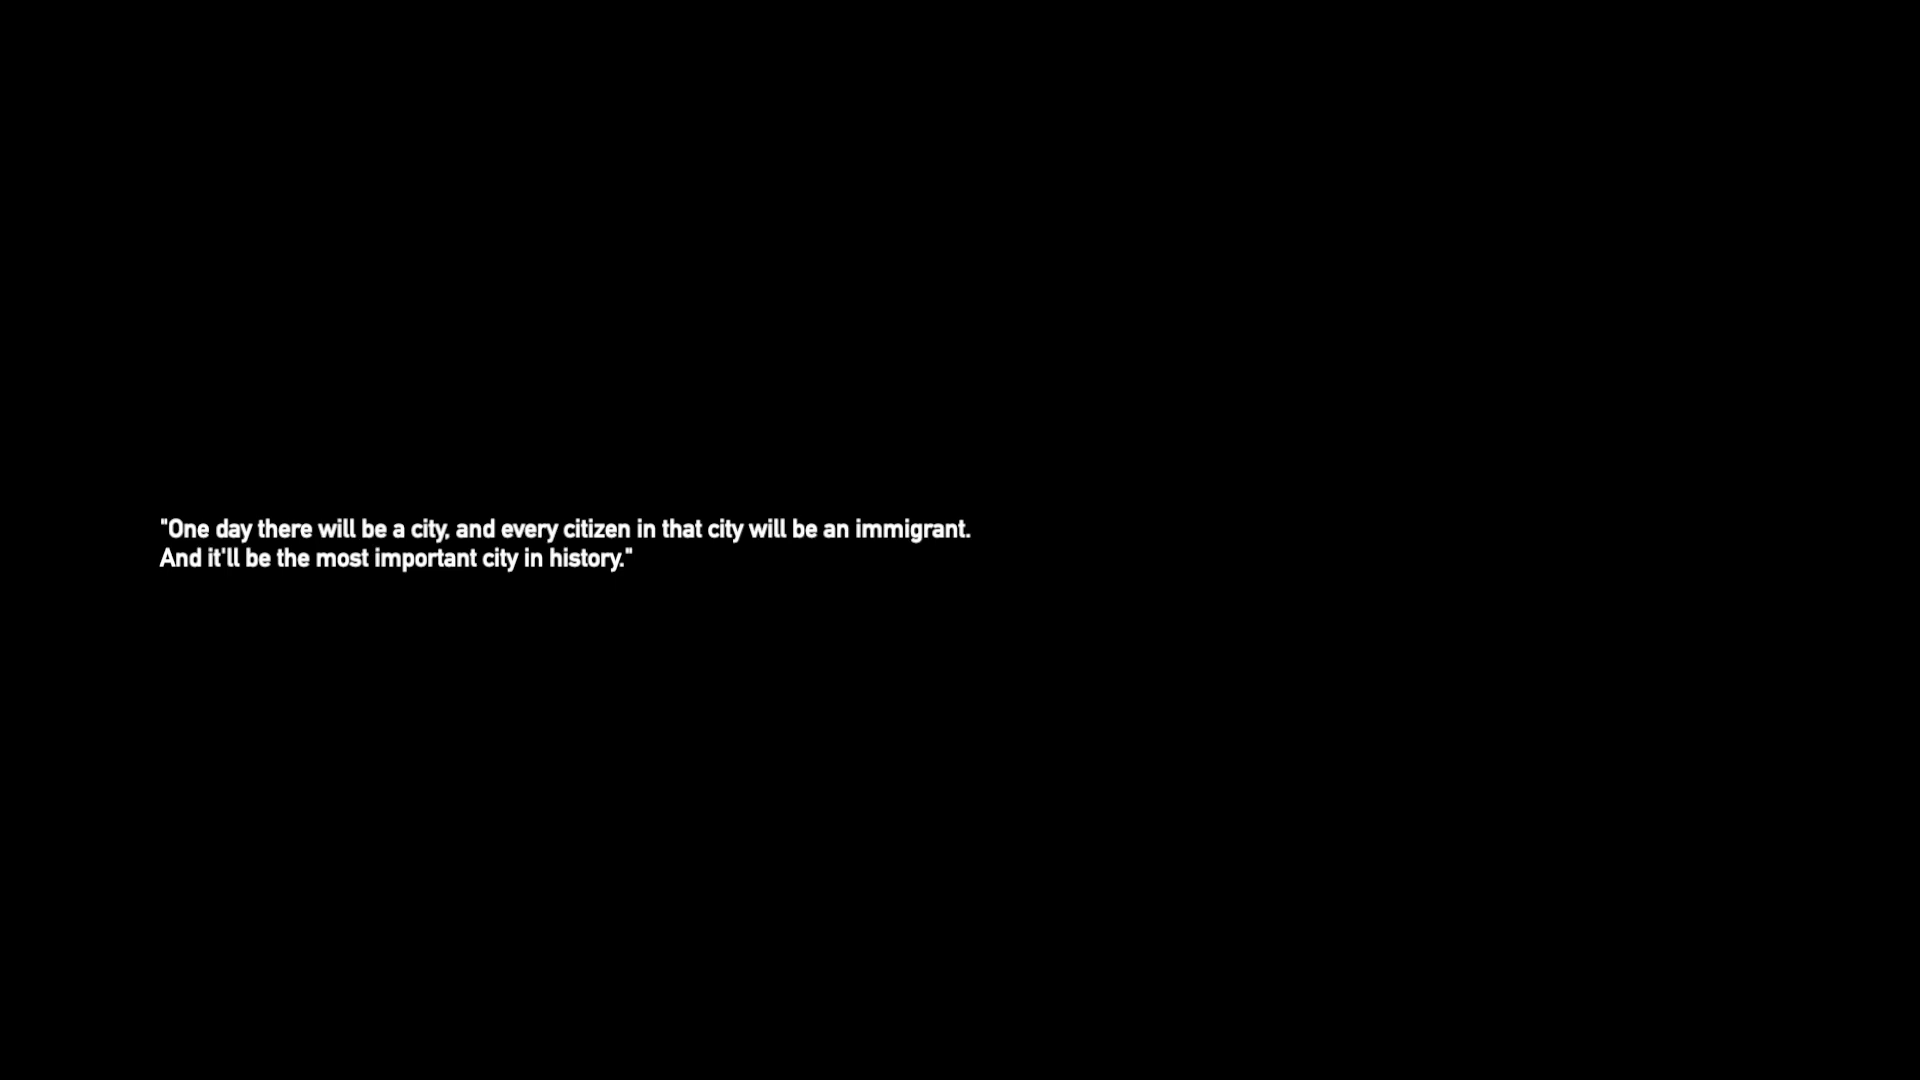 "One day there will be a city, and every citizen in that city will be an immigrant.
And it'll be the most important city in history."